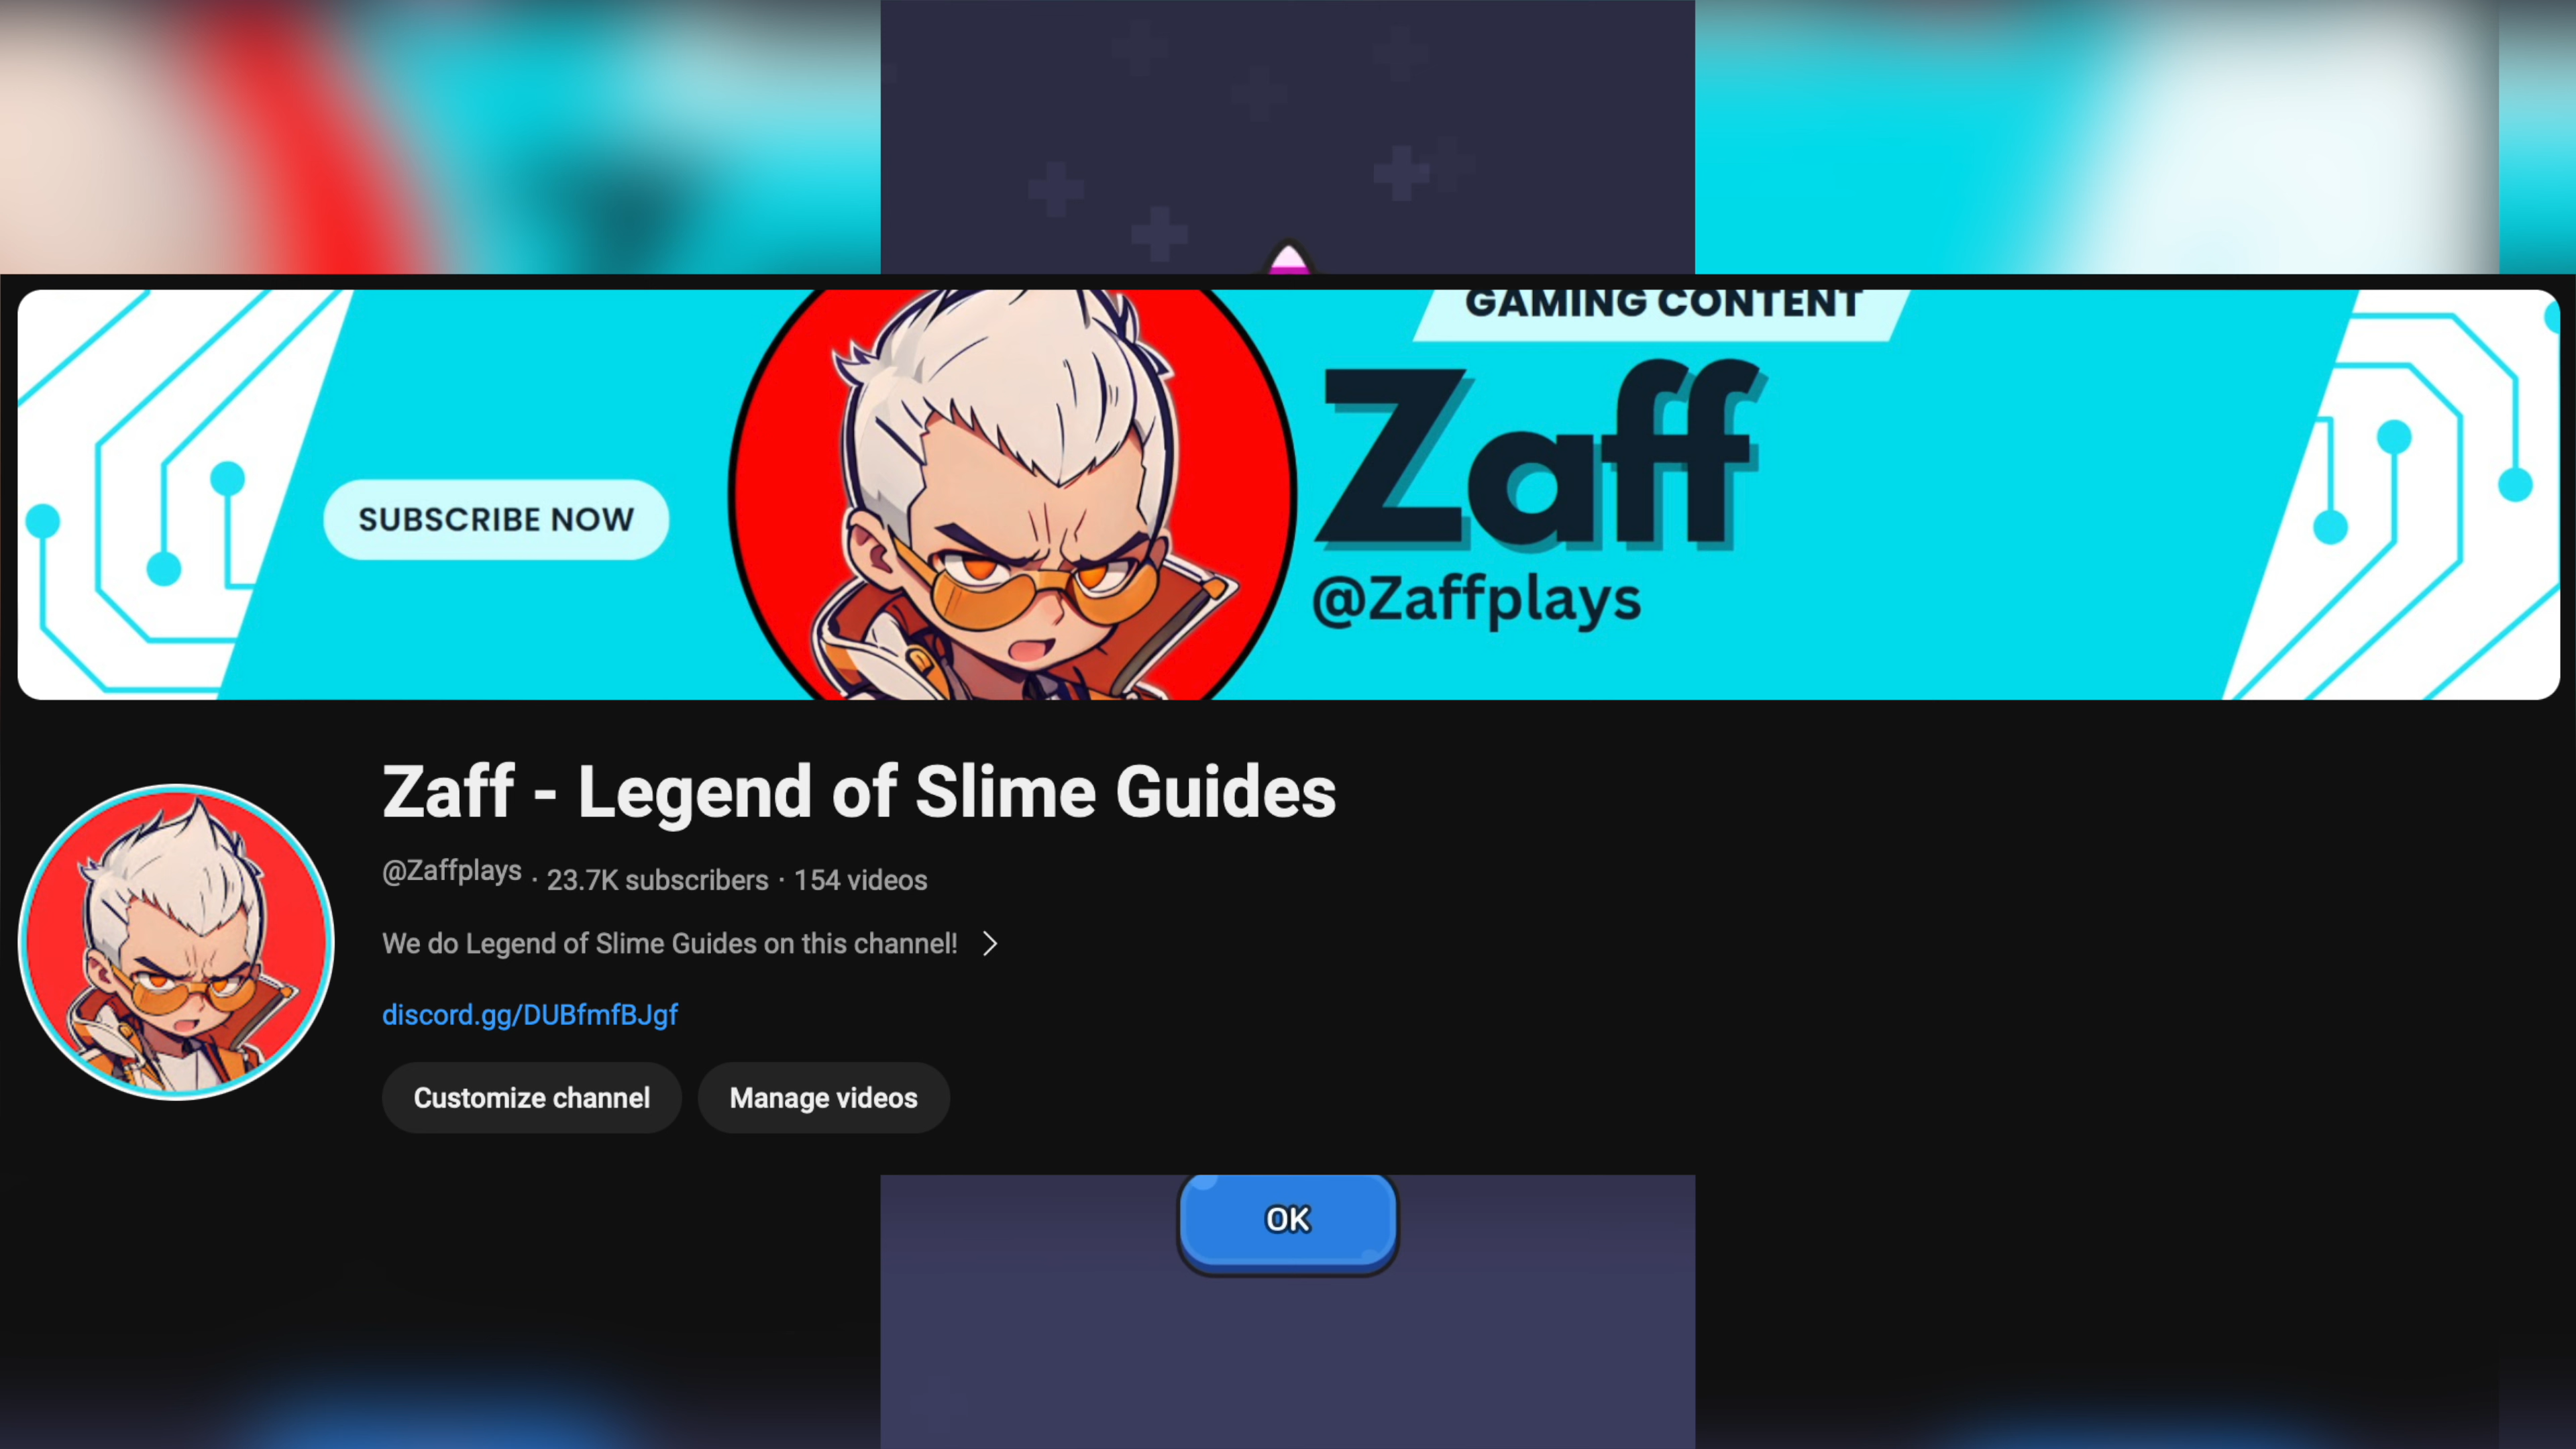 GAMING CONTENT
Zaff
@Zaffplays
SUBSCRIBE NOW
Zaff - Legend of Slime Guides
@Zaffplays · 23.7K subscribers · 154 videos
We do Legend of Slime Guides on this channel!
discord.gg/DUBfmfBJgf
Customize channel
Manage videos
OK